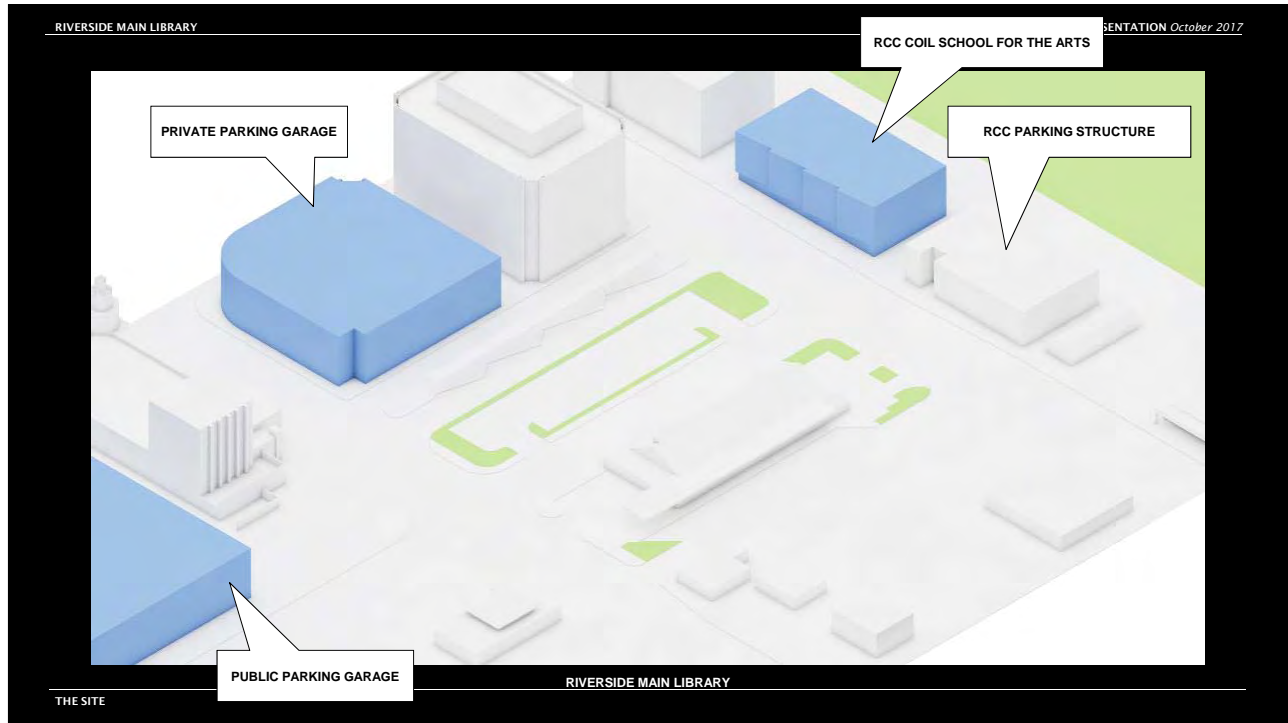 RIVERSIDE MAIN LIBRARY
SENTATION October 2017
RCC COIL SCHOOL FOR THE ARTS
PRIVATE PARKING GARAGE
RCC PARKING STRUCTURE
PUBLIC PARKING GARAGE
RIVERSIDE MAIN LIBRARY
THE SITE